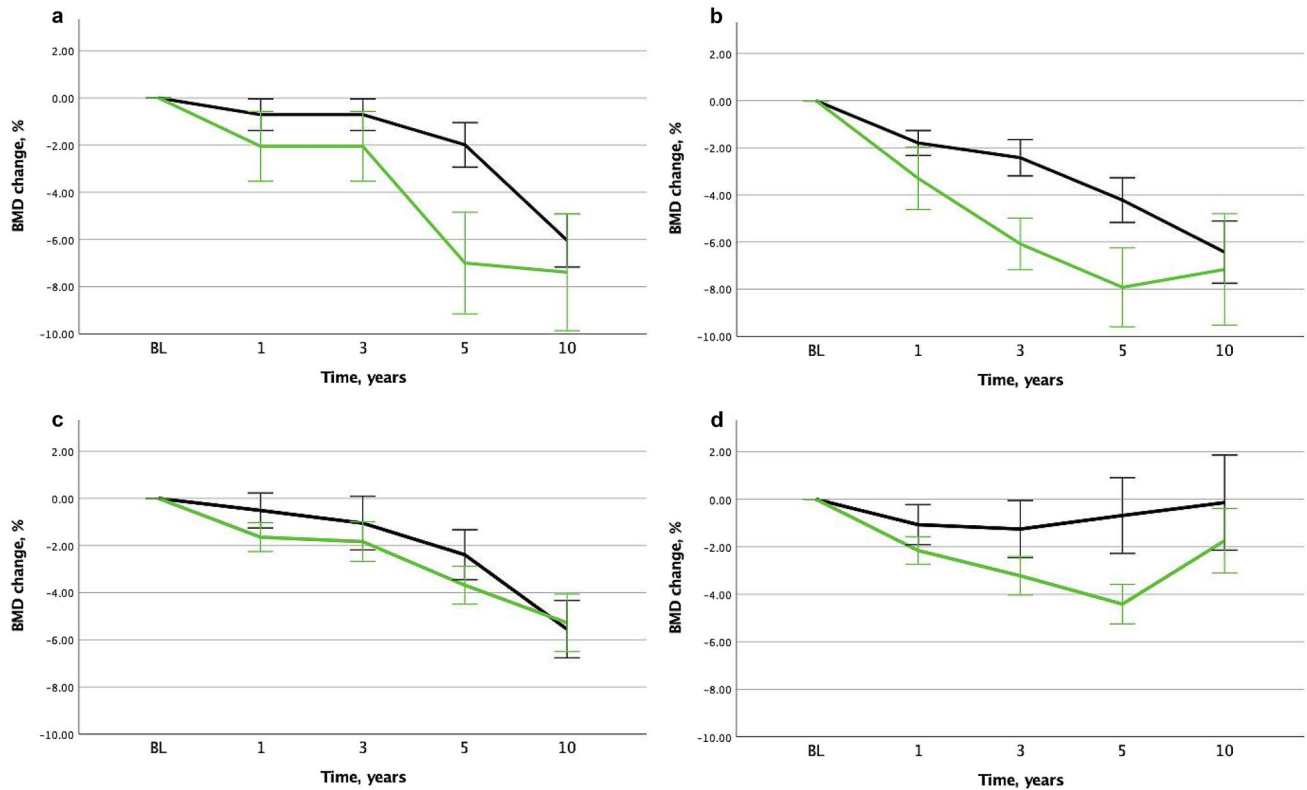 a
2.00
0.00
-2.00
-4.00
-6.00
-8.00
-10.00
BMD change, %
BL 1 3 5 10
Time, years
b
2.00
0.00
-2.00
-4.00
-6.00
-8.00
-10.00
BMD change, %
BL 1 3 5 10
Time, years
c
2.00
0.00
-2.00
-4.00
-6.00
-8.00
-10.00
BMD change, %
BL 1 3 5 10
Time, years
d
2.00
0.00
-2.00
-4.00
-6.00
-8.00
-10.00
BMD change, %
BL 1 3 5 10
Time, years